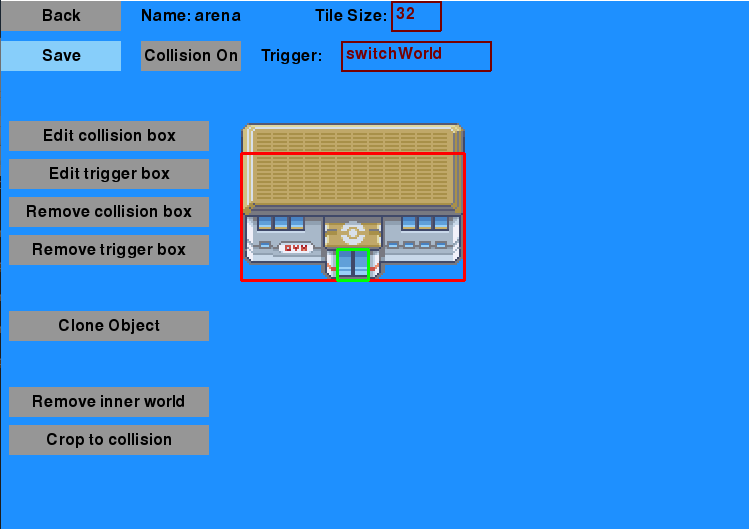 Back Name: arena Tile Size: 32
Save Collision On Trigger: switchWorld
Edit collision box
Edit trigger box
Remove collision box
Remove trigger box
GYM
Clone Object
Remove inner world
Crop to collision